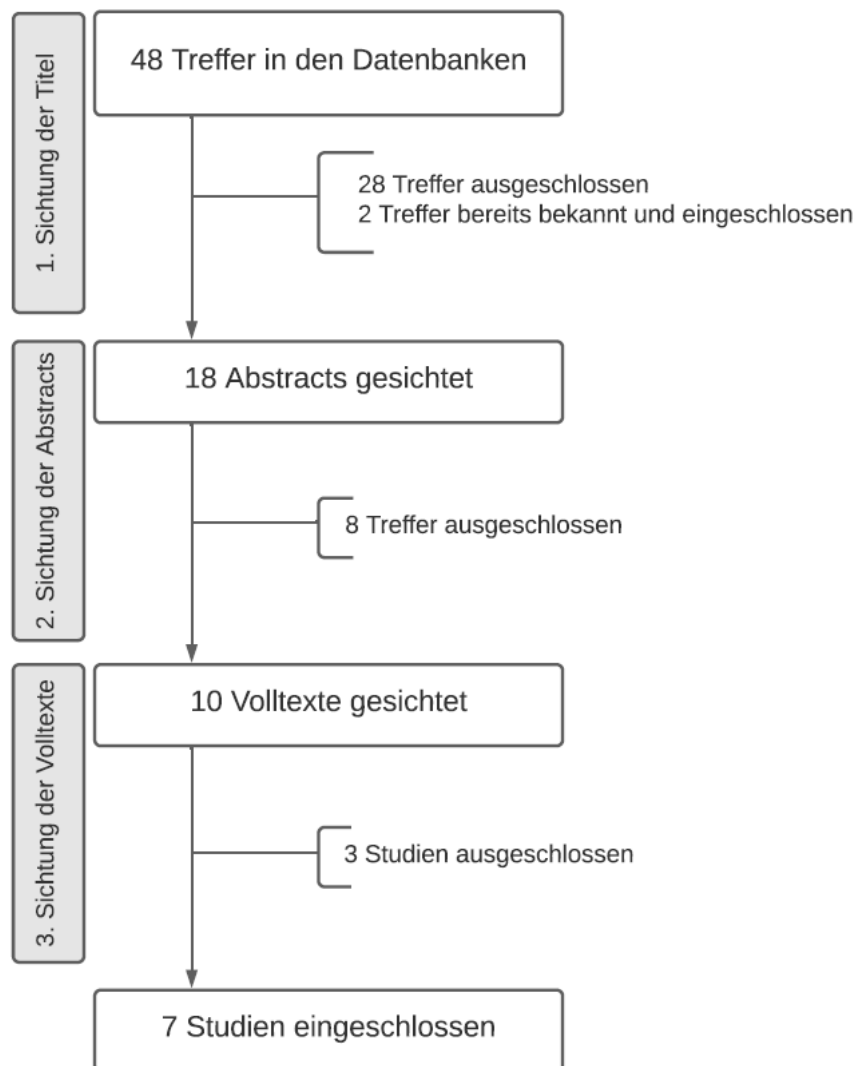 1. Sichtung der Titel
48 Treffer in den Datenbanken
28 Treffer ausgeschlossen
2 Treffer bereits bekannt und eingeschlossen
2. Sichtung der Abstracts
18 Abstracts gesichtet
8 Treffer ausgeschlossen
3. Sichtung der Volltexte
10 Volltexte gesichtet
3 Studien ausgeschlossen
7 Studien eingeschlossen